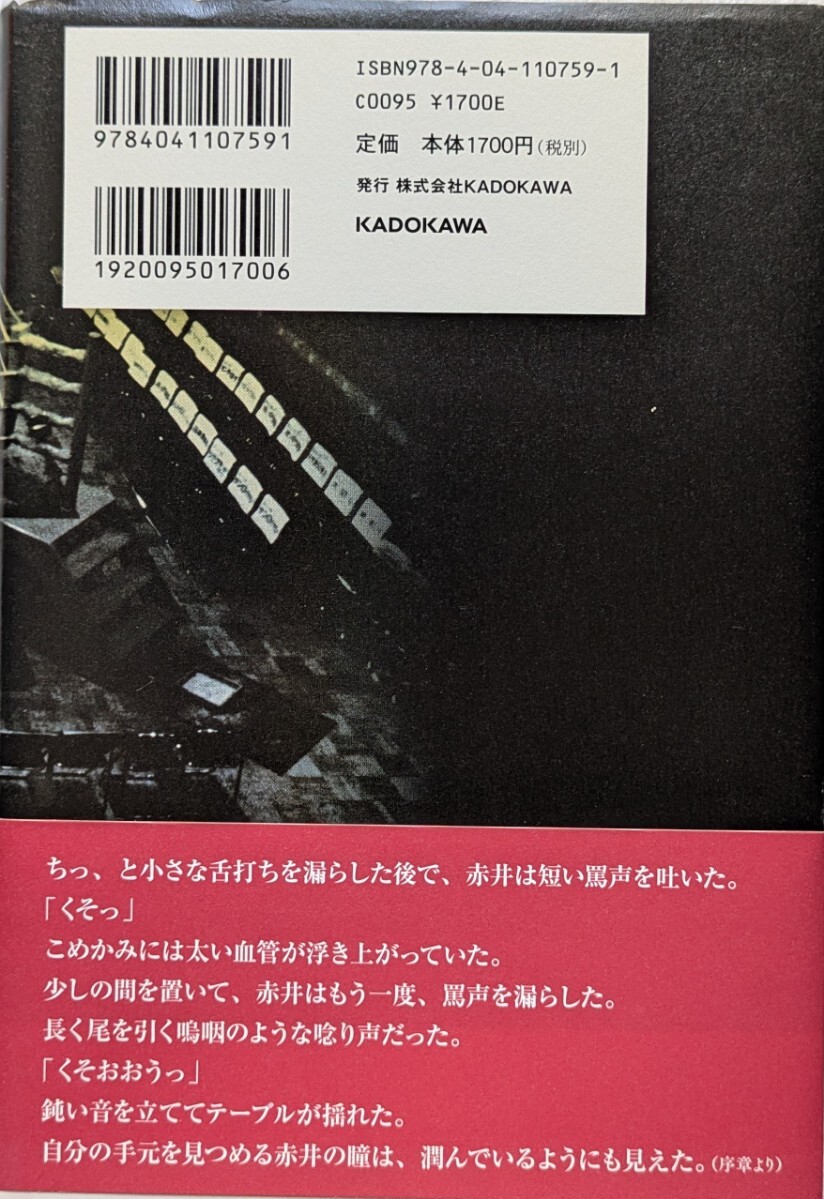 ISBN978-4-04-110759-1
C0095 ¥1700E
9784041107591
定価　本体1700円(税別)
発行 株式会社KADOKAWA
KADOKAWA
1920095017006
ちっ、と小さな舌打ちを漏らした後で、赤井は短い罵声を吐いた。
「くそっ」
こめかみには太い血管が浮き上がっていた。
少しの間を置いて、赤井はもう一度、罵声を漏らした。
長く尾を引く嗚咽のような唸り声だった。
「くそおおうっ」
鈍い音を立ててテーブルが揺れた。
自分の手元を見つめる赤井の瞳は、潤んでいるようにも見えた。(序章より)